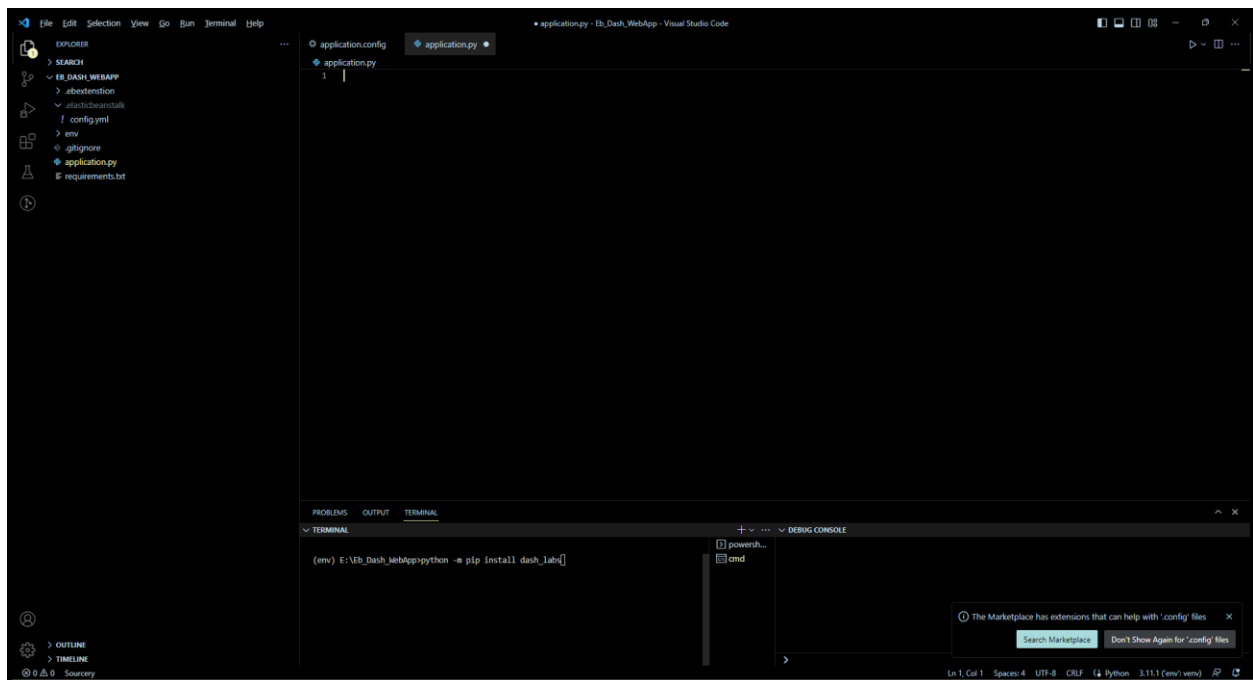 File Edit Selection View Go Run Terminal Help
● application.py - Eb_Dash_WebApp - Visual Studio Code
EXPLORER ···
application.config application.py ●
> SEARCH
application.py
EB_DASH_WEBAPP
1
> .ebextenstion
.elasticbeanstalk
! config.yml
> env
.gitignore
application.py
requirements.txt
PROBLEMS OUTPUT TERMINAL
TERMINAL
DEBUG CONSOLE
powersh...
(env) E:\Eb_Dash_WebApp>python -m pip install dash_labs
cmd
The Marketplace has extensions that can help with '.config' files
Search Marketplace Don't Show Again for '.config' files
> OUTLINE
> TIMELINE
>
0 0 Sourcery Ln 1, Col 1 Spaces: 4 UTF-8 CRLF Python 3.11.1 ('env': venv)